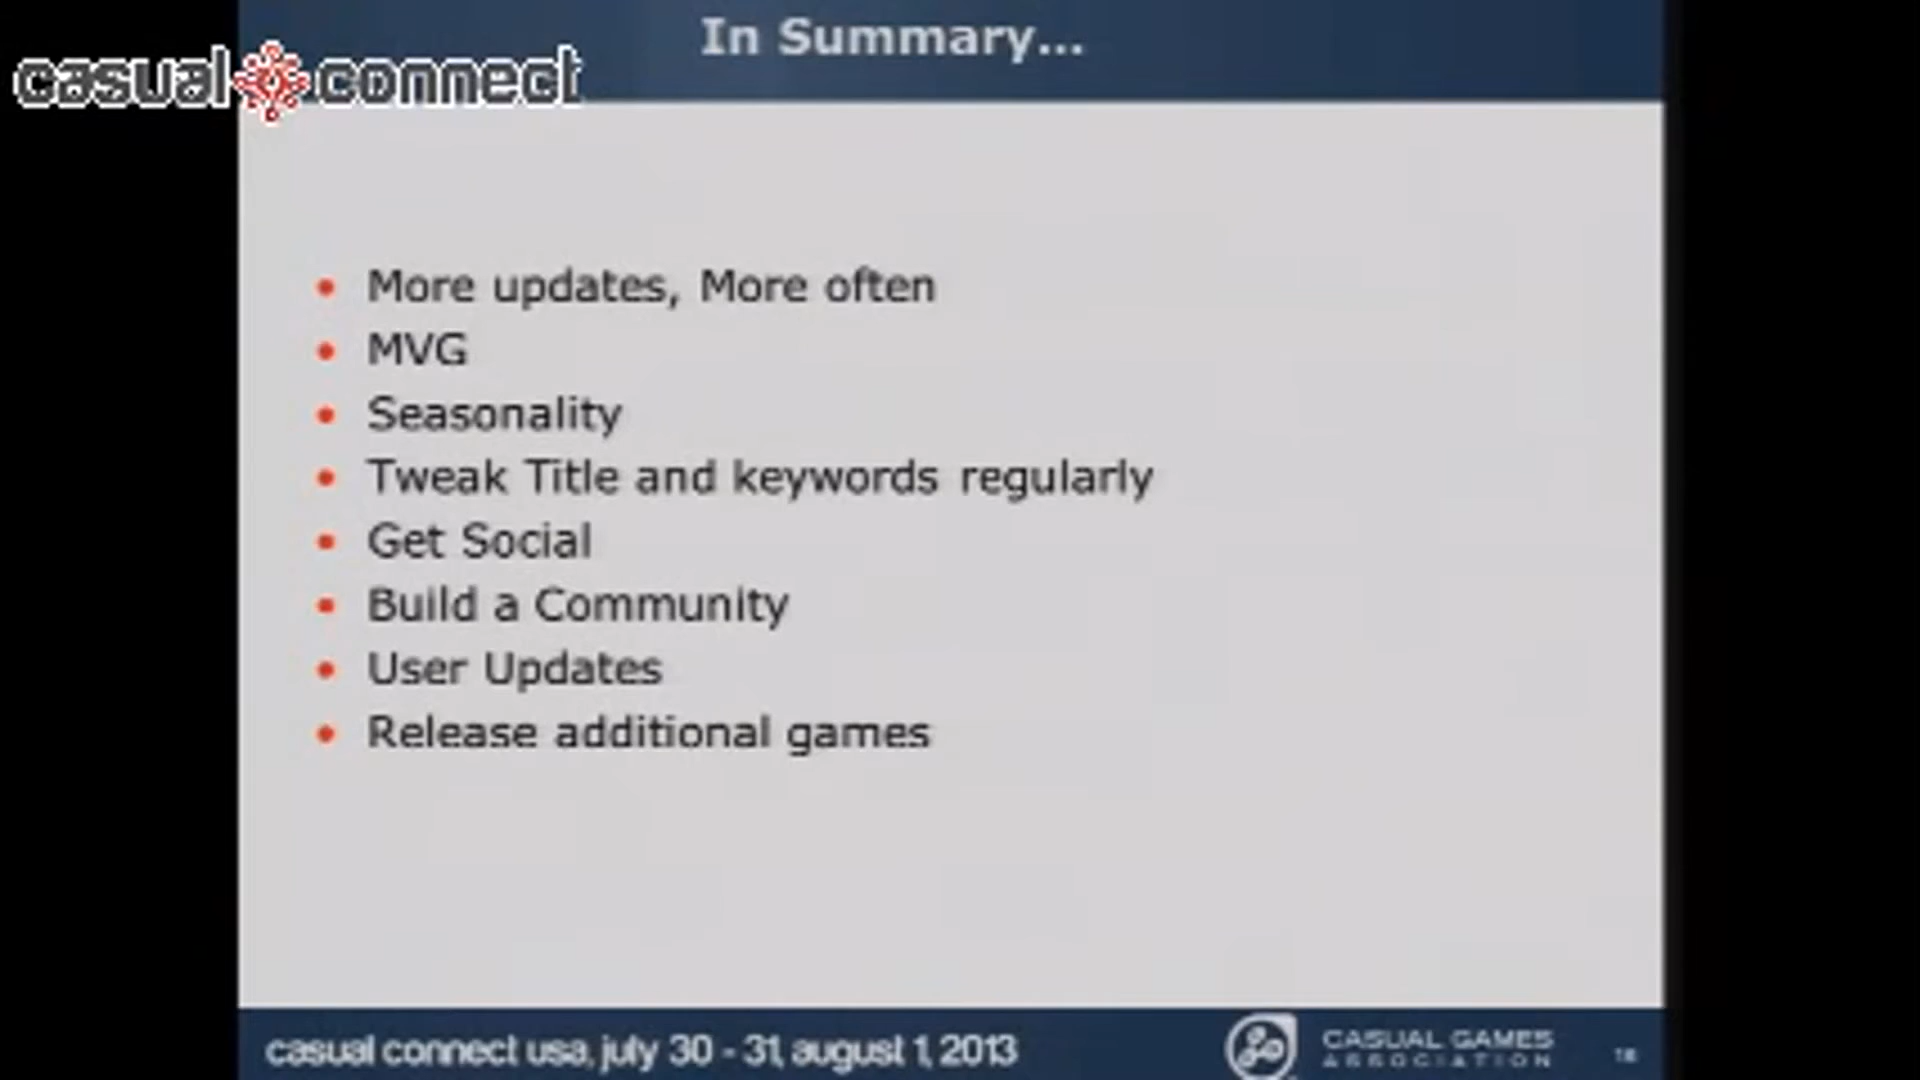 In Summary...
casual connect
• More updates, More often
• MVG
• Seasonality
• Tweak Title and keywords regularly
• Get Social
• Build a Community
• User Updates
• Release additional games
casual connect usa, july 30 - 31, august 1, 2013
CASUAL GAMES
ASSOCIATION